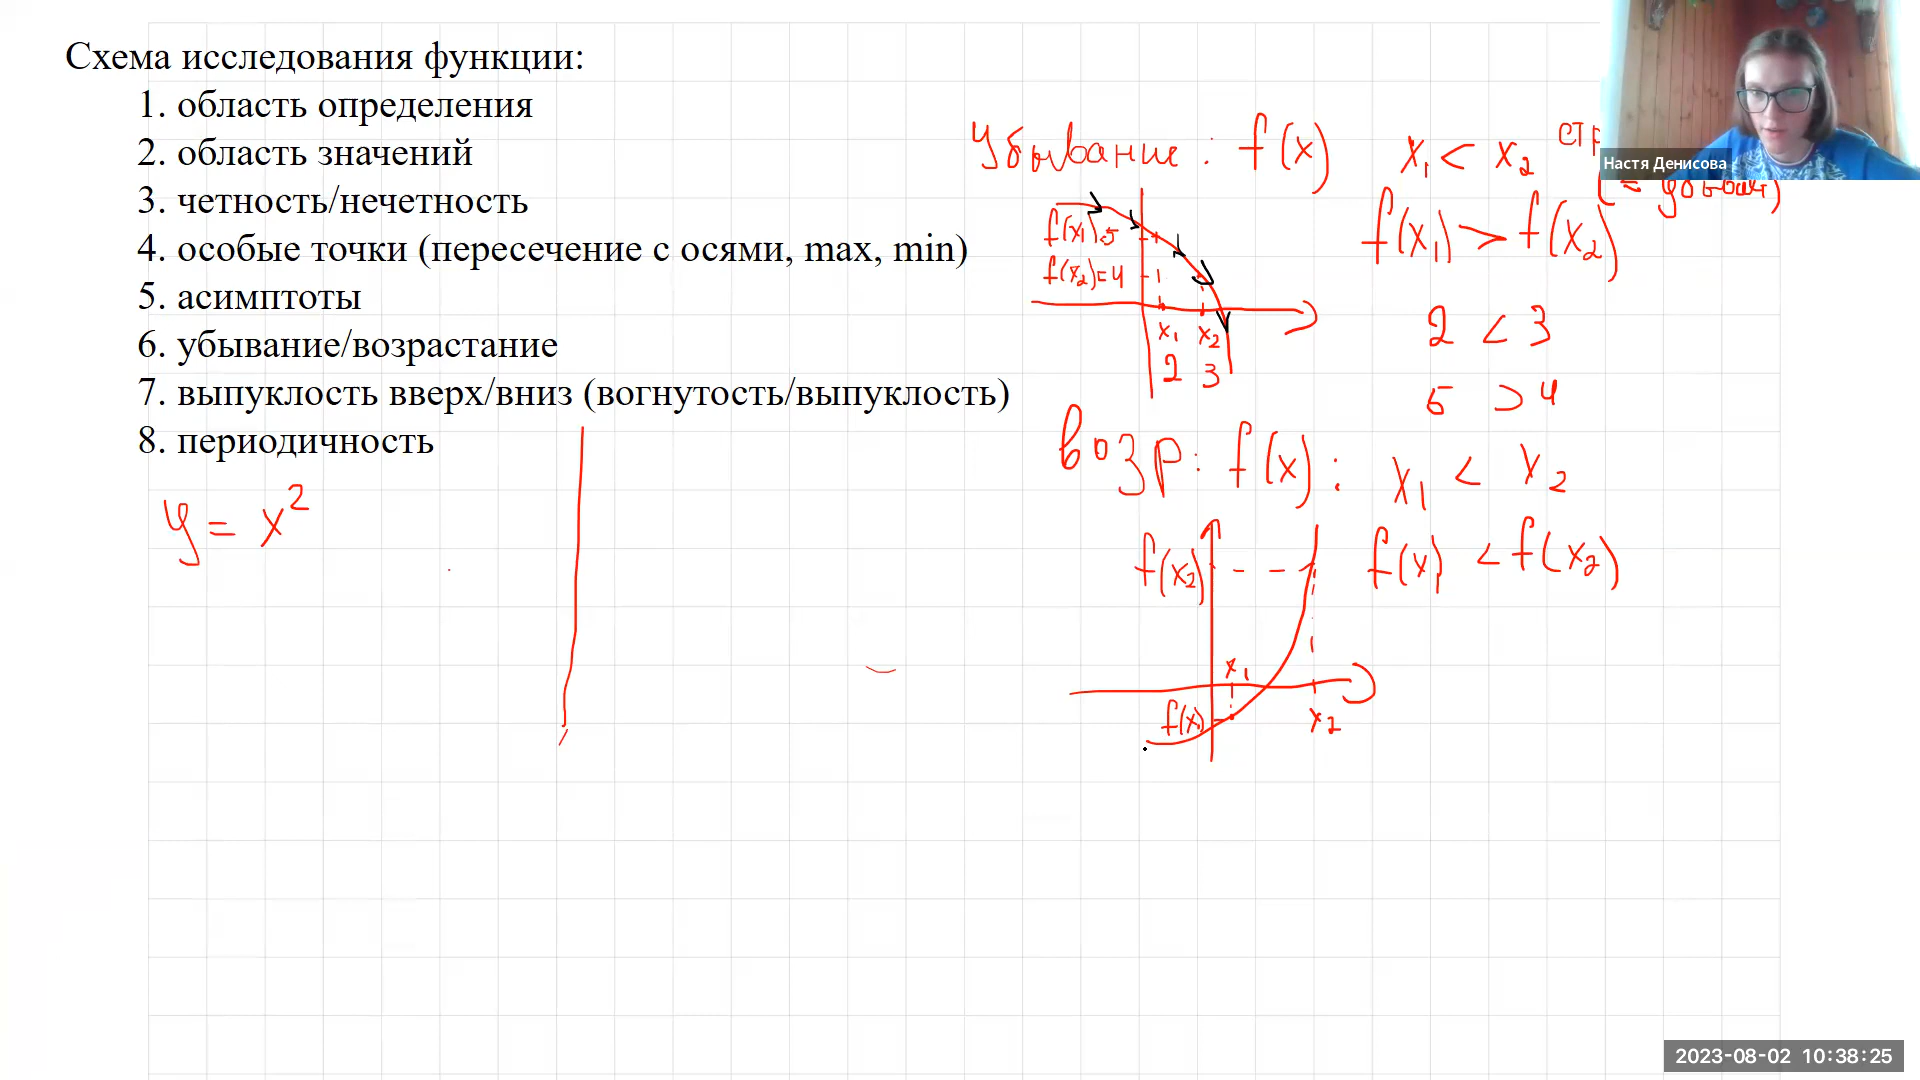 Схема исследования функции:
1. область определения
2. область значений
3. четность/нечетность
4. особые точки (пересечение с осями, max, min)
5. асимптоты
6. убывание/возрастание
7. выпуклость вверх/вниз (вогнутость/выпуклость)
8. периодичность
y = x²
Убывание : f(x) x₁ < x₂
f(x₁) > f(x₂)
f(x₁)=5
f(x₂)=4
x₁ x₂
2 3
2 < 3
5 > 4
возр: f(x): x₁ < x₂
f(x₁) < f(x₂)
f(x₂)
x₁
f(x₁)
x₂
Настя Денисова
2023-08-02 10:38:25